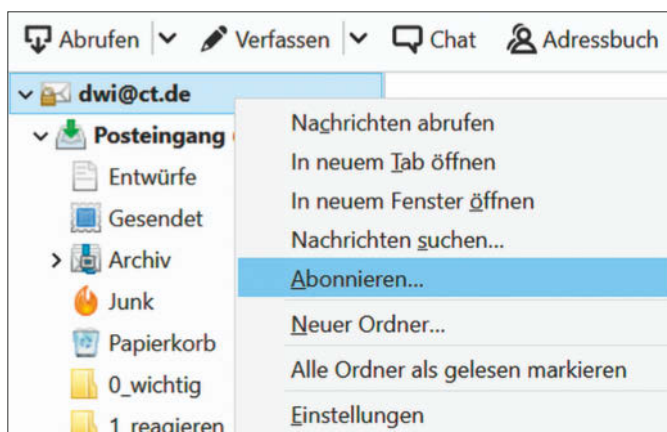 Abrufen Verfassen Chat Adressbuch
dwi@ct.de
Posteingang
Entwürfe
Gesendet
Archiv
Junk
Papierkorb
0_wichtig
1_reagieren
Nachrichten abrufen
In neuem Tab öffnen
In neuem Fenster öffnen
Nachrichten suchen...
Abonnieren...
Neuer Ordner...
Alle Ordner als gelesen markieren
Einstellungen